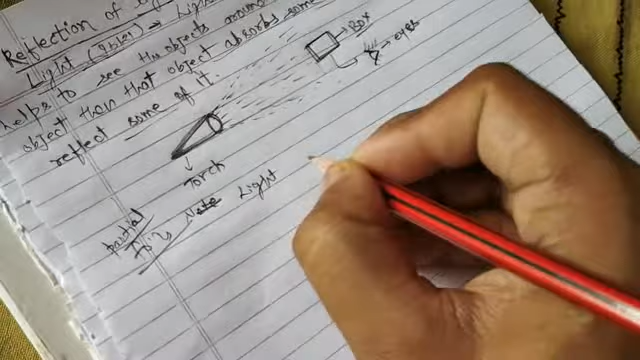 Reflection of
Light → Light
helps to see the objects around
object then that object absorbs some
reflect some of it.
BOX
eyes
Torch
Partial
Note Light